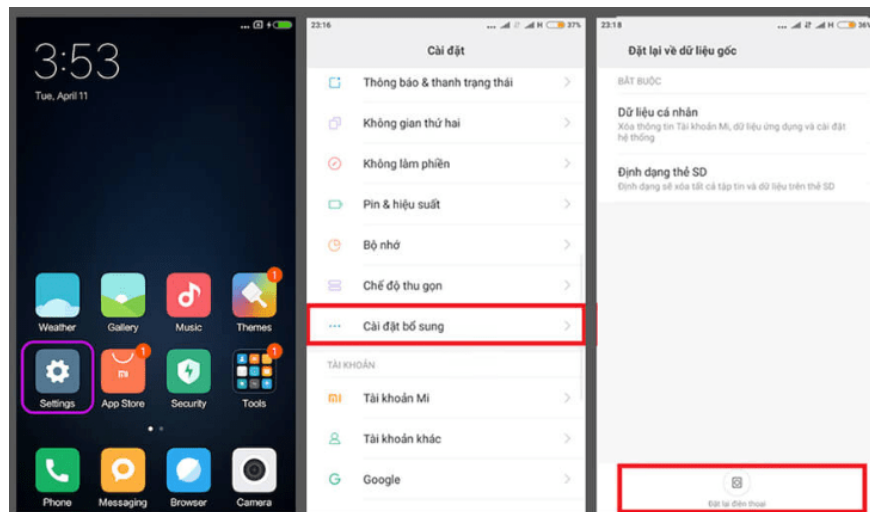 3:53
Tue, April 11
Weather
Gallery
Music
Themes
1
Settings
App Store
Security
Tools
1
1
Phone
Messaging
Browser
Camera
23:16
H
37%
Cài đặt
Thông báo & thanh trạng thái
Không gian thứ hai
Không làm phiền
Pin & hiệu suất
Bộ nhớ
Chế độ thu gọn
Cài đặt bổ sung
TÀI KHOẢN
Tài khoản Mi
Tài khoản khác
Google
23:18
H
36%
Đặt lại về dữ liệu gốc
BẮT BUỘC
Dữ liệu cá nhân
Xóa thông tin Tài khoản Mi, dữ liệu ứng dụng và cài đặt
hệ thống
Định dạng thẻ SD
Định dạng sẽ xóa tất cả tập tin và dữ liệu trên thẻ SD
Đặt lại điện thoại